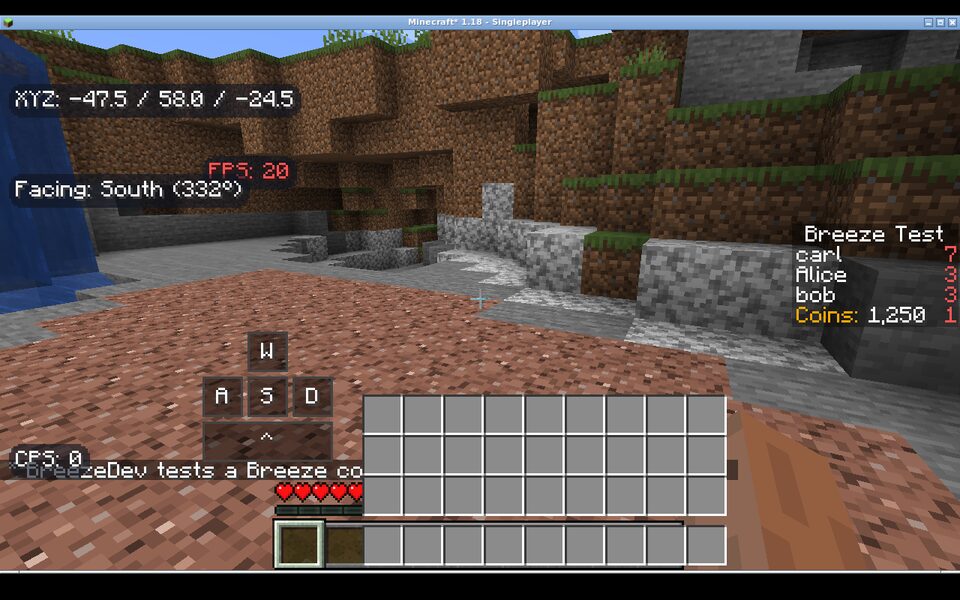 Minecraft* 1.18 - Singleplayer
XYZ: -47.5 / 58.0 / -24.5
FPS: 20
Facing: South (332°)
Breeze Test
carl 7
Alice 3
bob 3
Coins: 1,250 1
W
A S D
^
CPS: 0
BreezeDev tests a Breeze co